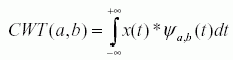 CWT(a,b) = ∫_{-∞}^{+∞} x(t) * ψ_{a,b}(t)dt